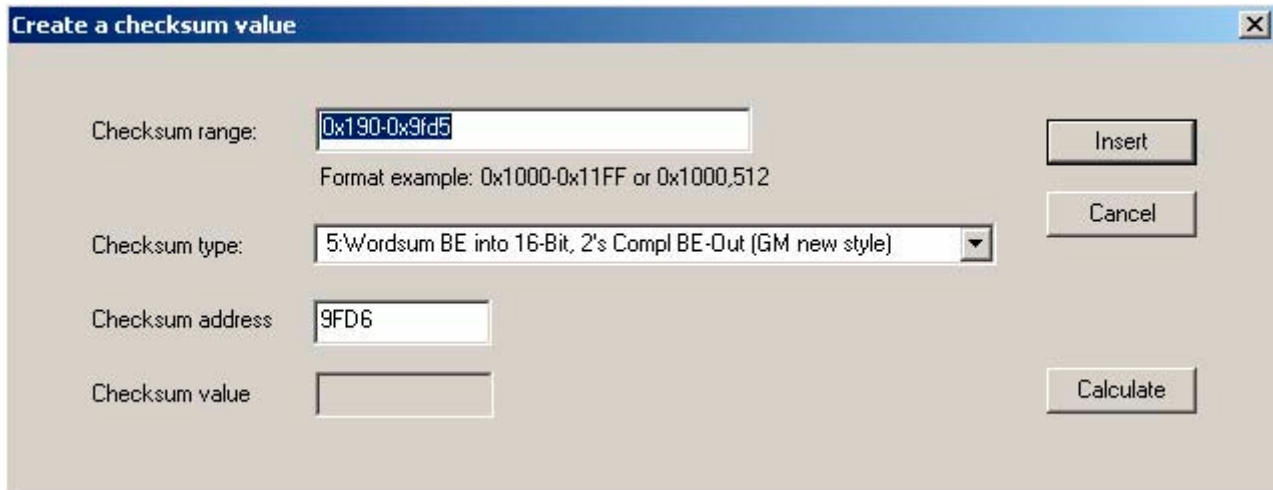 Create a checksum value
Checksum range: 0x190-0x9fd5
Insert
Format example: 0x1000-0x11FF or 0x1000,512
Cancel
Checksum type: 5:Wordsum BE into 16-Bit, 2's Compl BE-Out (GM new style)
Checksum address 9FD6
Checksum value
Calculate